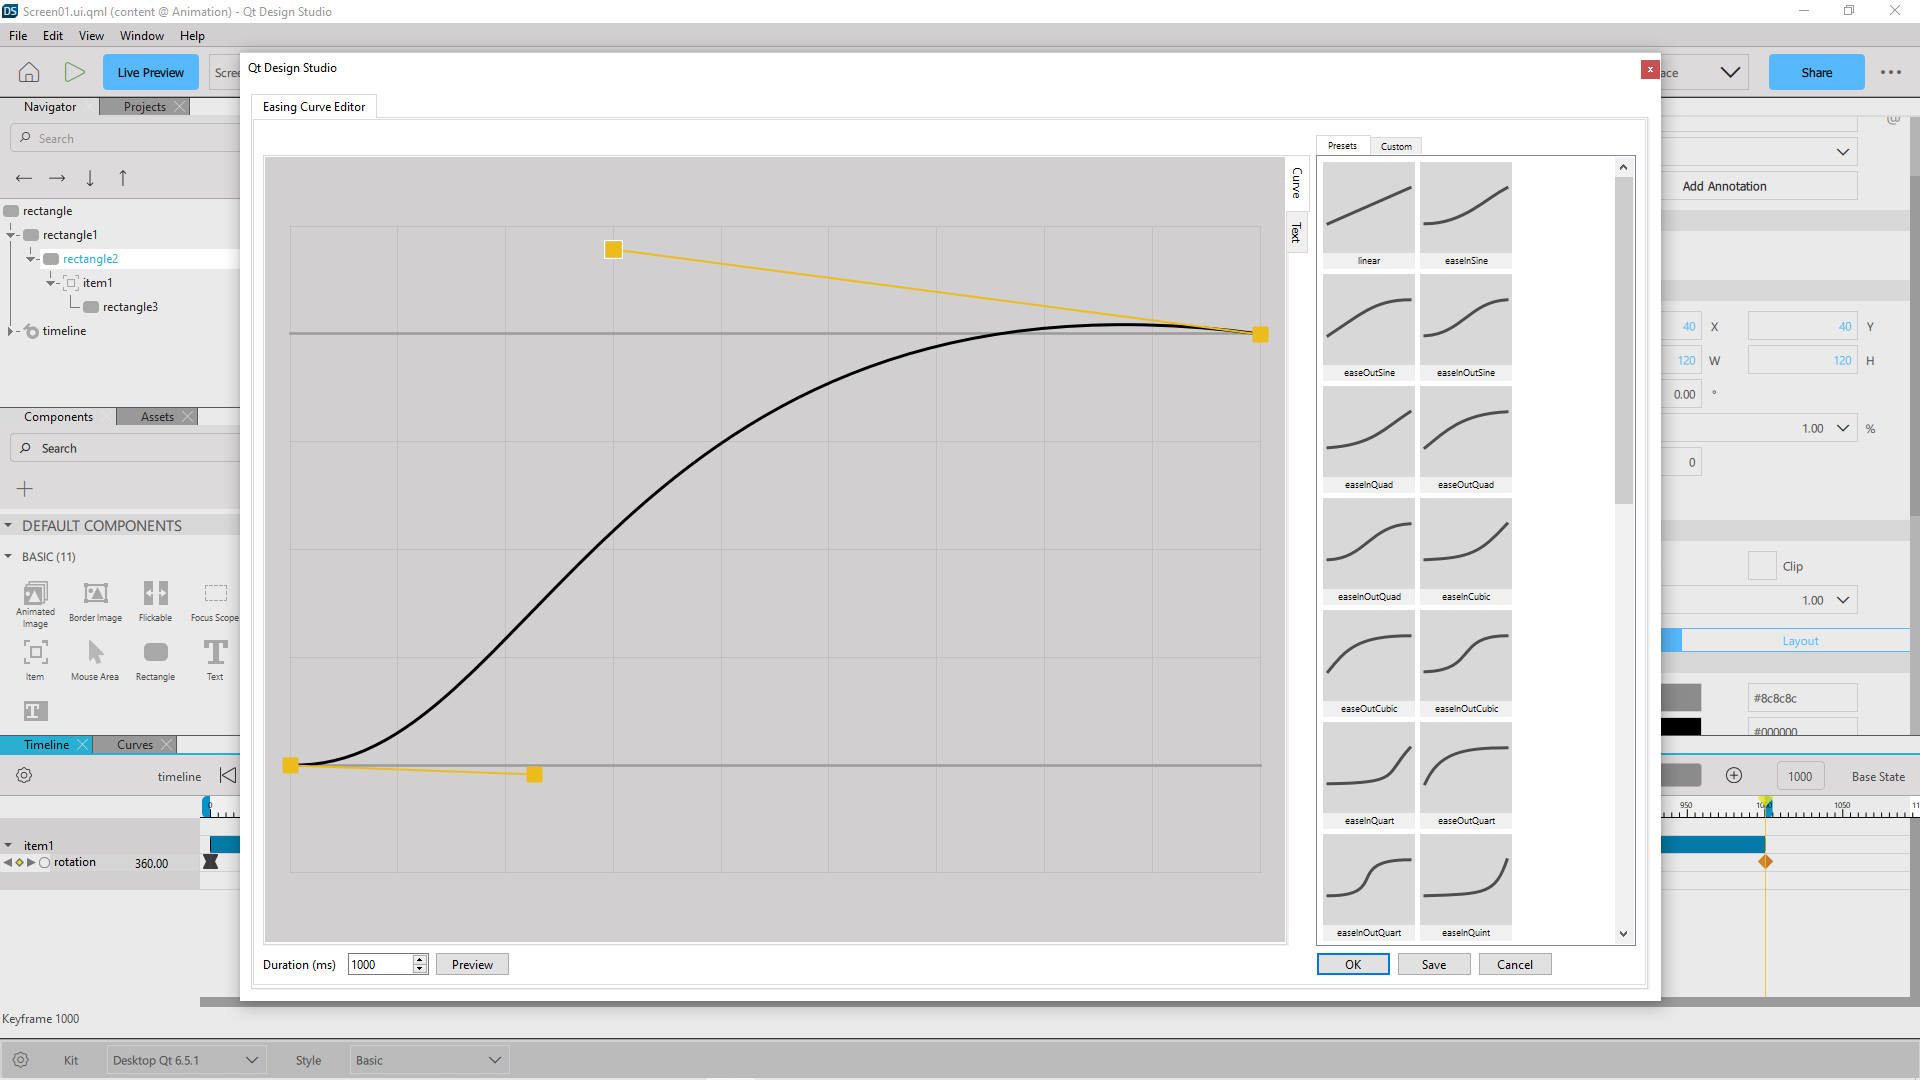 DS Screen01.ui.qml (content @ Animation) - Qt Design Studio
File Edit View Window Help
Live Preview
Share
Navigator Projects
Search
rectangle
rectangle1
rectangle2
item1
rectangle3
timeline
Components Assets
Search
DEFAULT COMPONENTS
BASIC (11)
Animated Image
Border Image
Flickable
Focus Scope
Item
Mouse Area
Rectangle
Text
Qt Design Studio
x
Easing Curve Editor
Curve
Text
Presets Custom
linear easeInSine
easeOutSine easeInOutSine
easeInQuad easeOutQuad
easeInOutQuad easeInCubic
easeOutCubic easeInOutCubic
easeInQuart easeOutQuart
easeInOutQuart easeInQuint
Duration (ms) 1000 Preview
OK Save Cancel
@
Add Annotation
40 X 40 Y
120 W 120 H
0.00 °
1.00 %
0
Clip
1.00
Layout
#8c8c8c
#000000
Timeline Curves
timeline
1000 Base State
0 950 1050
item1
rotation 360.00
Keyframe 1000
Kit Desktop Qt 6.5.1 Style Basic